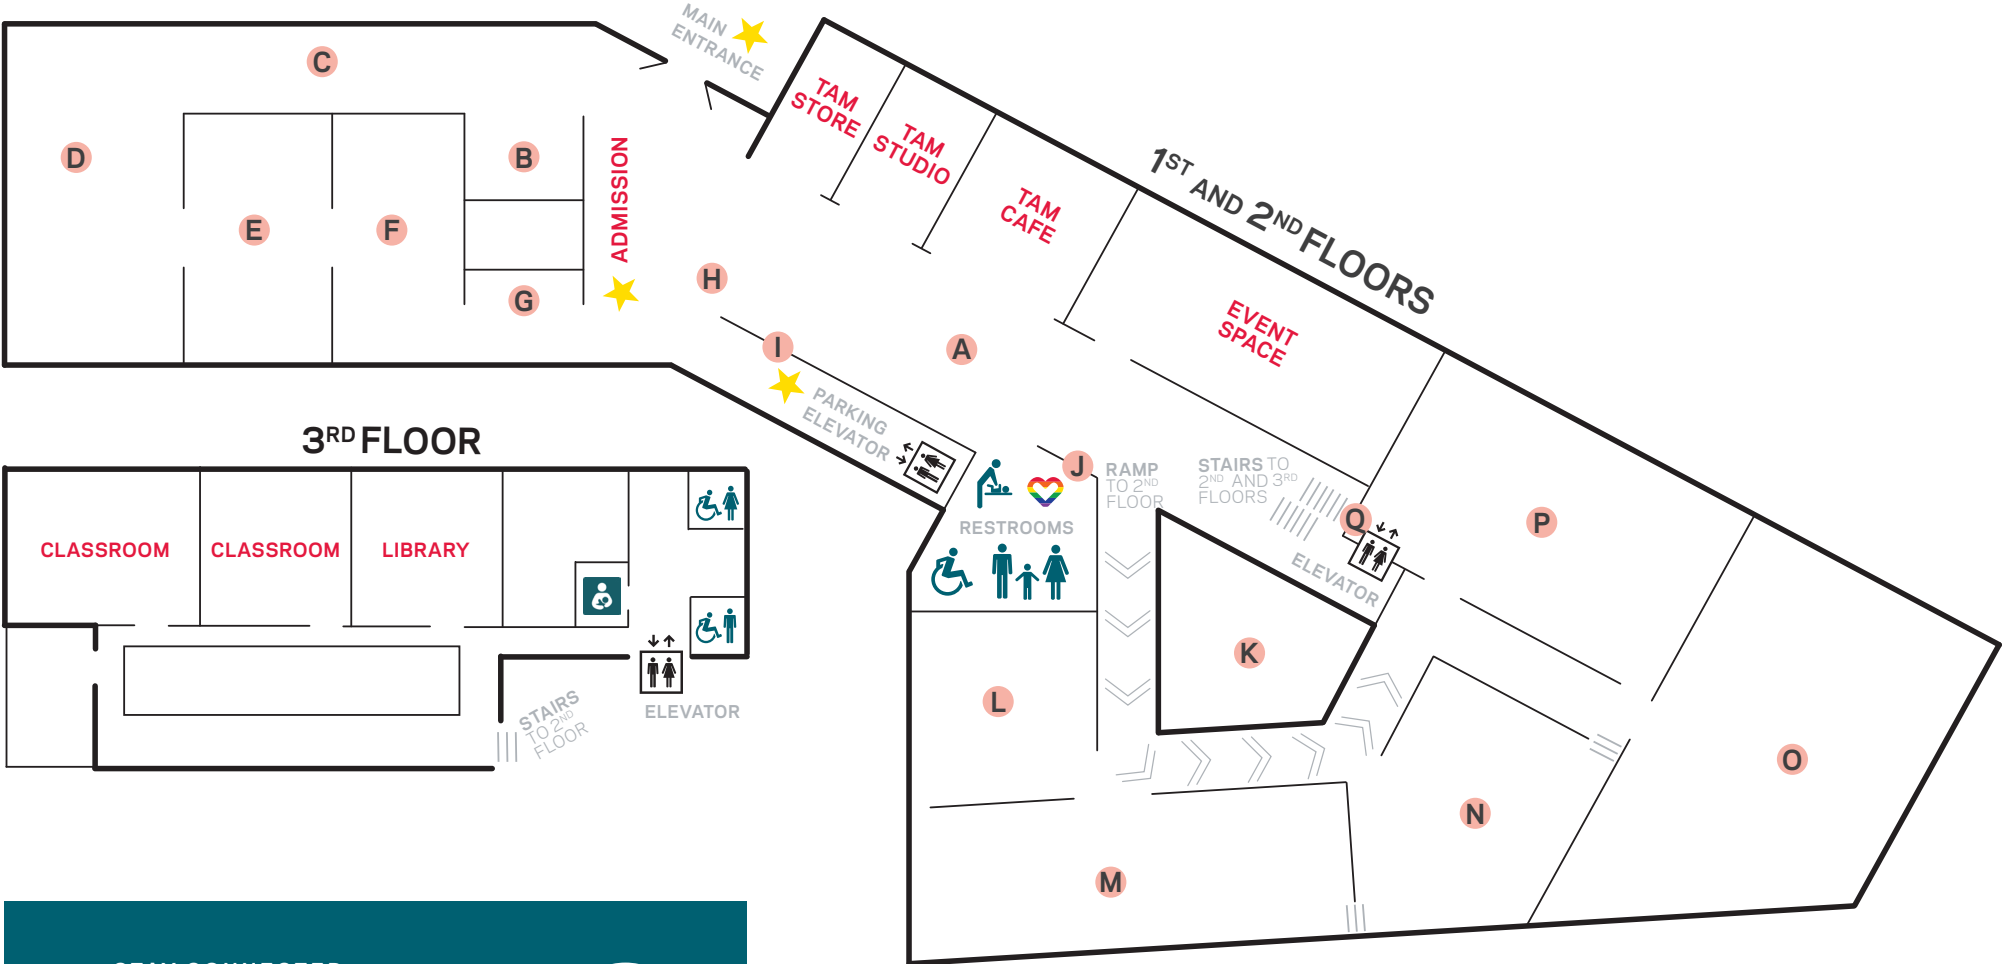 MAIN
ENTRANCE
C
D
B
E
F
G
ADMISSION
TAM
STORE
TAM
STUDIO
TAM
CAFE
1ST AND 2ND FLOORS
EVENT
SPACE
H
I
A
PARKING
ELEVATOR
J
RAMP
TO 2ND
FLOOR
STAIRS TO
2ND AND 3RD
FLOORS
Q
P
RESTROOMS
ELEVATOR
K
L
O
N
M
3RD FLOOR
CLASSROOM
CLASSROOM
LIBRARY
STAIRS
TO 2ND
FLOOR
ELEVATOR